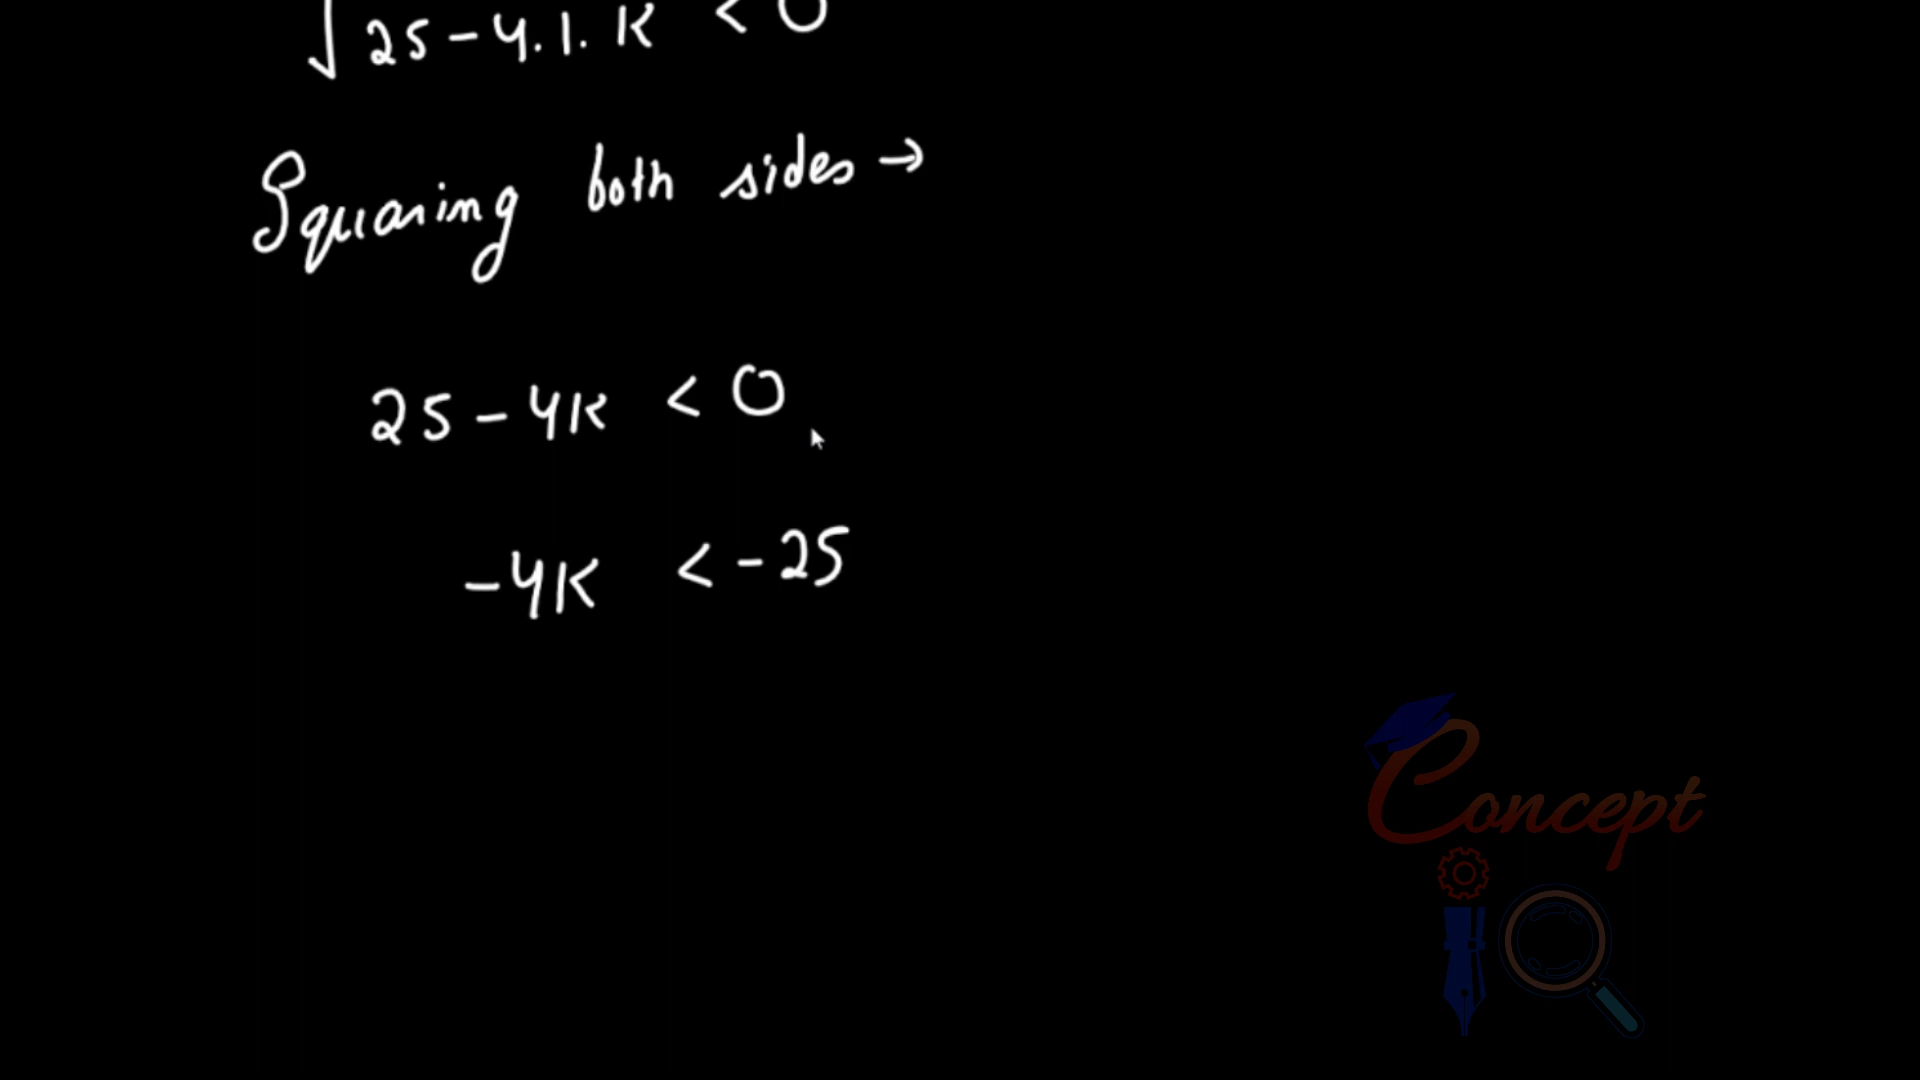 √25-4.1.K < 0
Squaring both sides →
25-4K < 0
-4K < -25
Concept